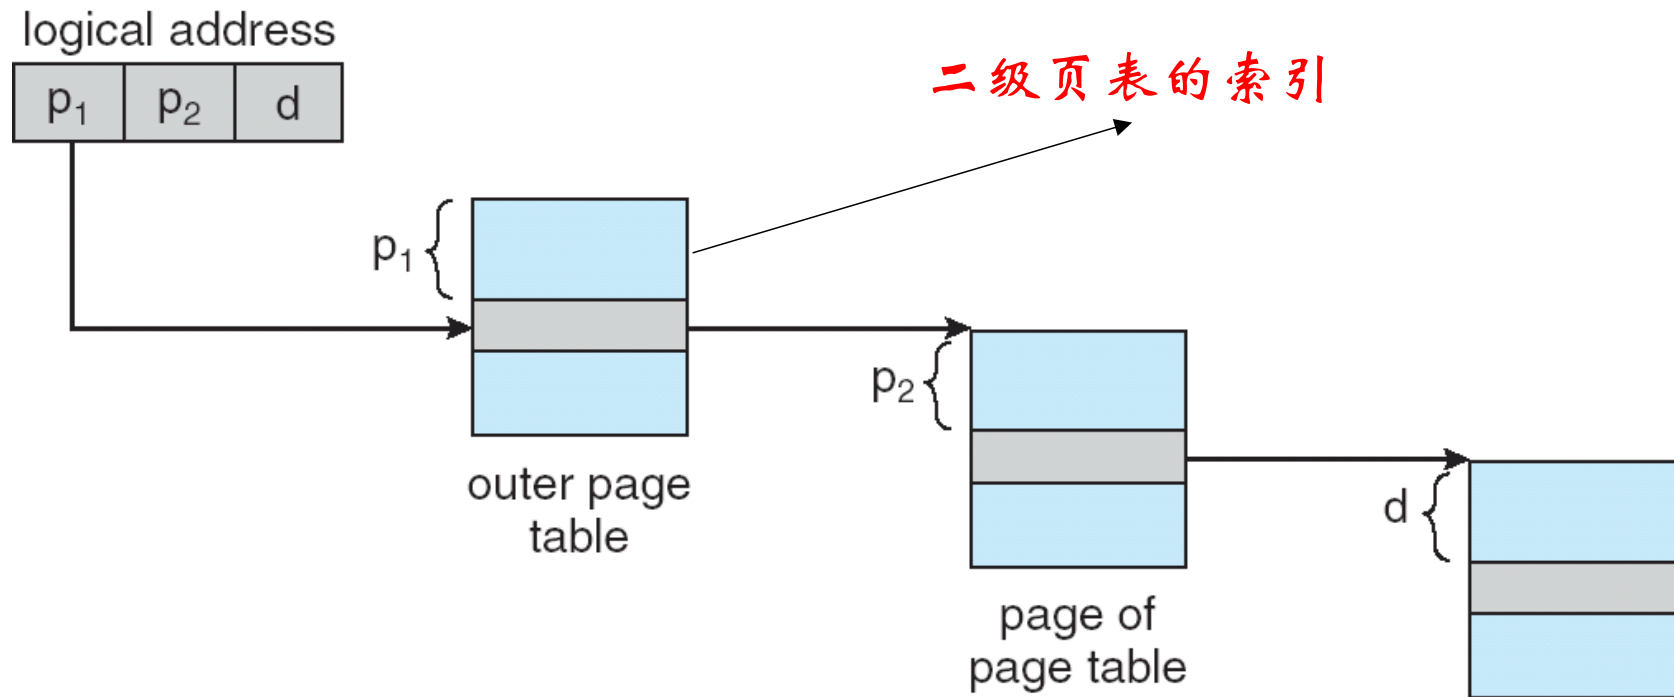 logical address
p1 p2 d
二级页表的索引
p1
p2
outer page
table
d
page of
page table